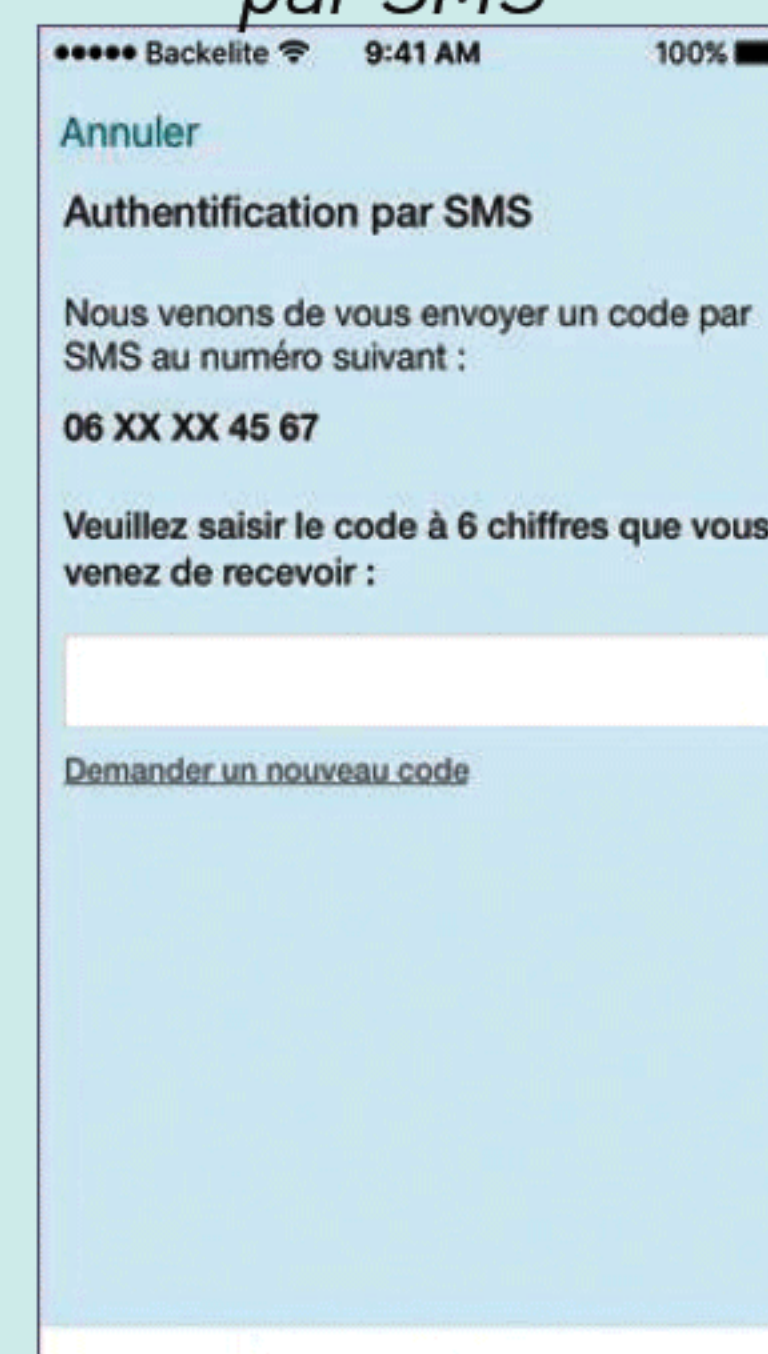 par SMS
Backelite 9:41 AM 100%
Annuler
Authentification par SMS
Nous venons de vous envoyer un code par
SMS au numéro suivant :
06 XX XX 45 67
Veuillez saisir le code à 6 chiffres que vous
venez de recevoir :
Demander un nouveau code